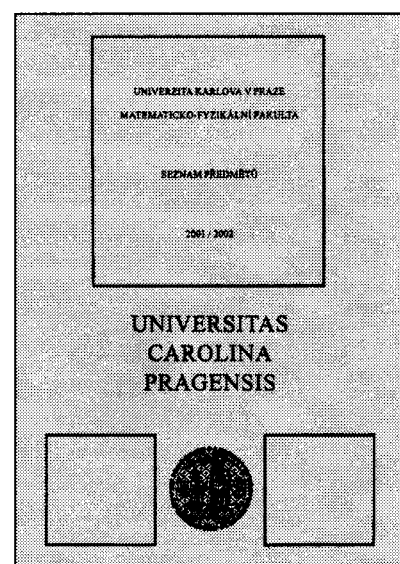 UNIVERZITA KARLOVA V PRAZE
MATEMATICKO-FYZIKÁLNÍ FAKULTA
SEZNAM PŘEDMĚTŮ
2001 / 2002
UNIVERSITAS
CAROLINA
PRAGENSIS